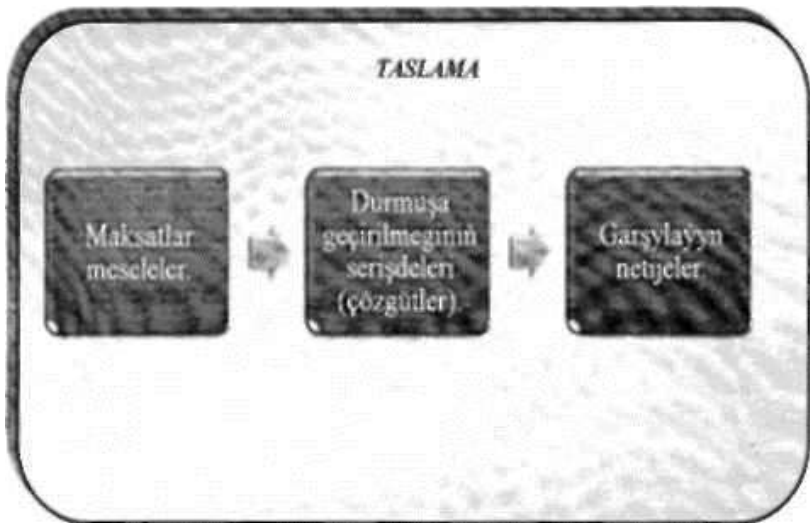 TASLAMA
Maksatlar
meseleler.
Durmuşa
geçirilmeginiň
serişdeleri
(çözgütler).
Garşylaýyn
netijeler.